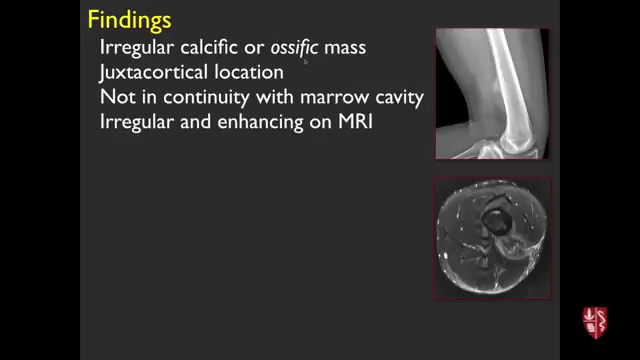 Findings
Irregular calcific or ossific mass
Juxtacortical location
Not in continuity with marrow cavity
Irregular and enhancing on MRI